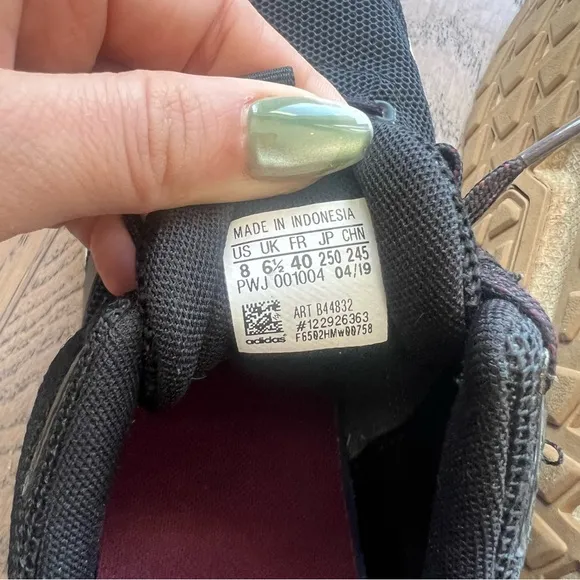 MADE IN INDONESIA
US UK FR JP CHN
8 6½ 40 250 245
PWJ 001004 04/19
ART B44832
#122926363
adidas F6502HMw00758